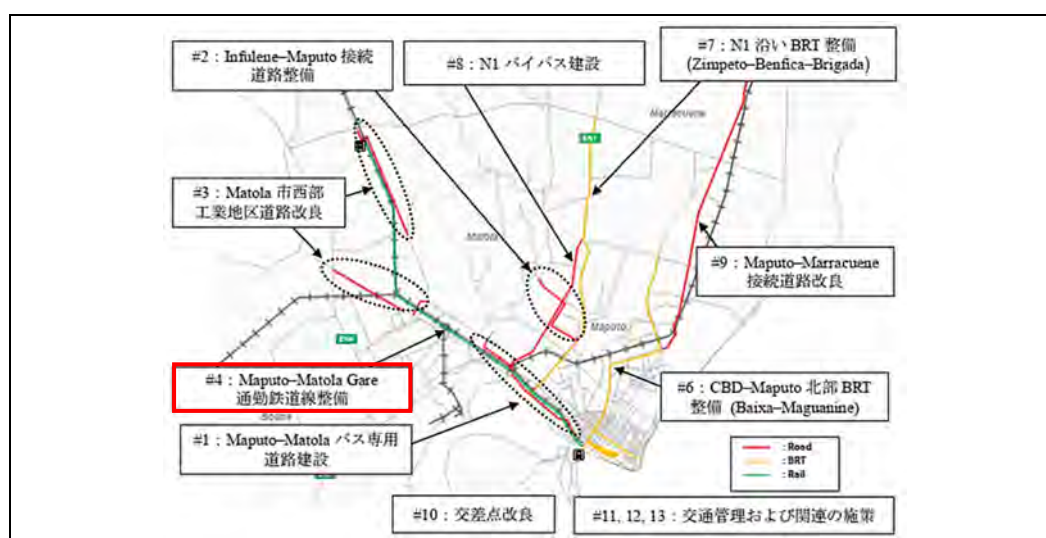 #2：Infulene–Maputo 接続
道路整備
#8：N1 バイパス建設
#7：N1 沿い BRT 整備
(Zimpeto–Benfica–Brigada)
Marracuene
EN1
#3：Matola 市西部
工業地区道路改良
Matola
#9：Maputo–Marracuene
接続道路改良
Maputo
EN4
#4：Maputo–Matola Gare
通勤鉄道線整備
#6：CBD–Maputo 北部 BRT
整備 (Baixa–Maguanine)
#1：Maputo–Matola バス専用
道路建設
: Road
: BRT
: Rail
#10：交差点改良
#11, 12, 13：交通管理および関連の施策